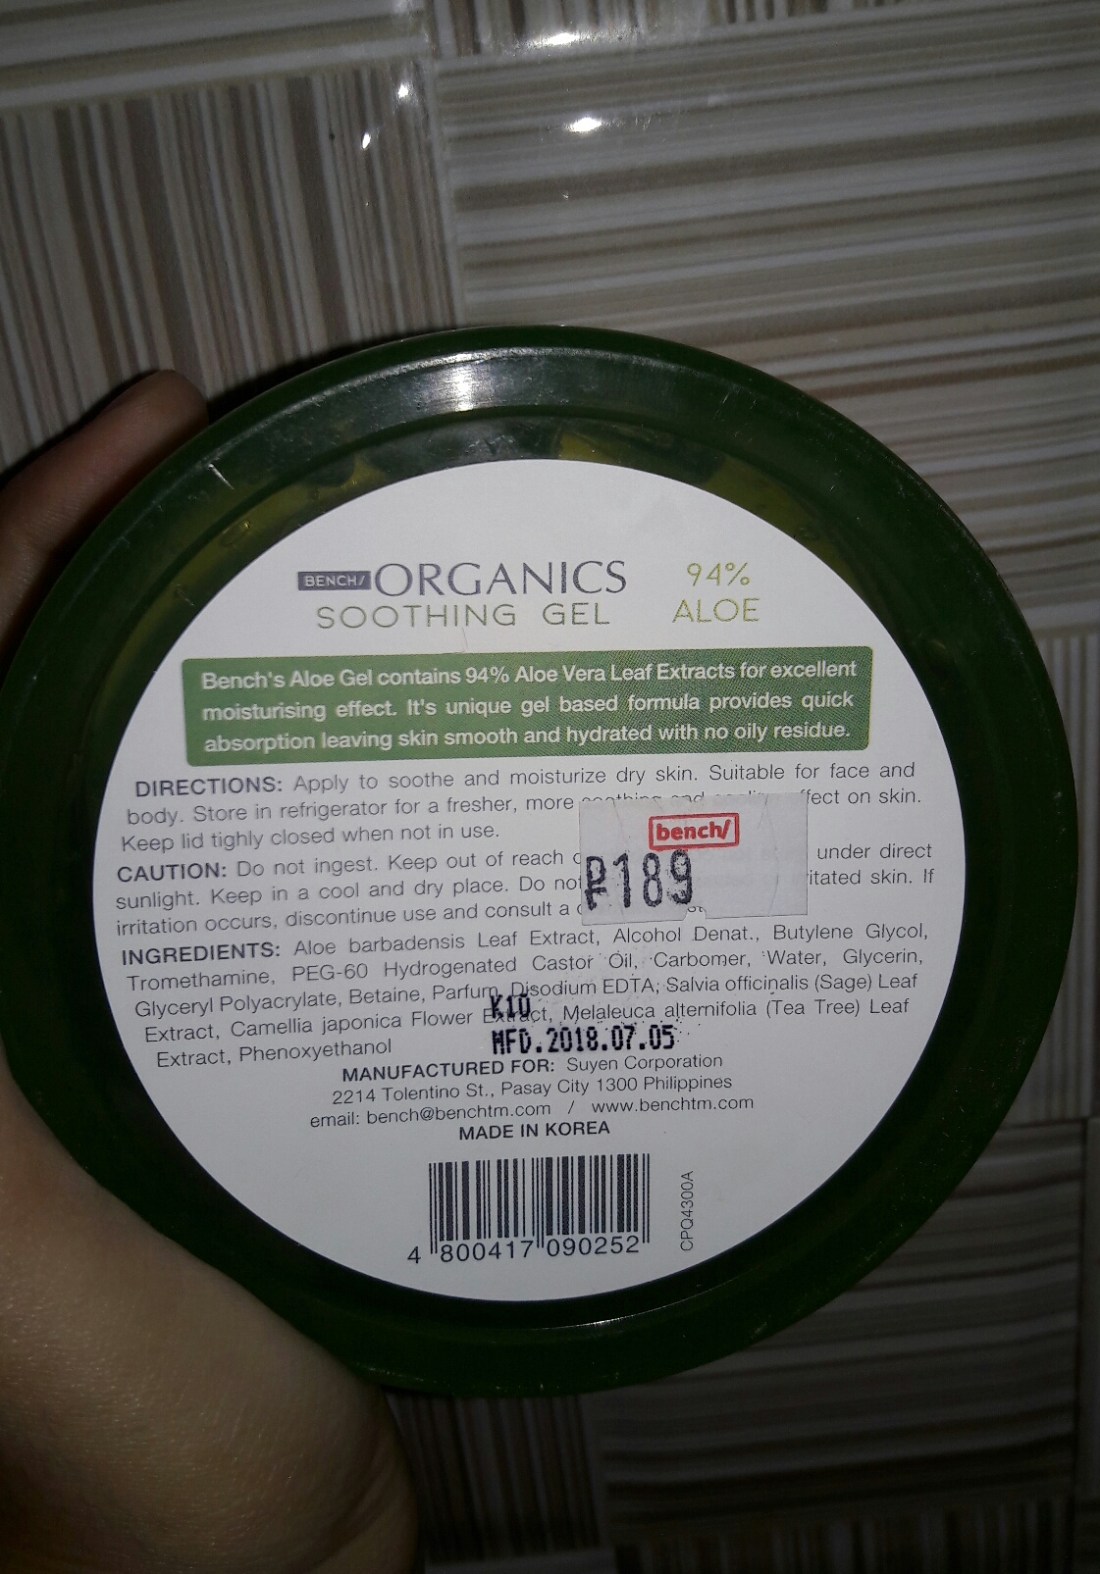 BENCH/ ORGANICS
SOOTHING GEL
94%
ALOE
Bench's Aloe Gel contains 94% Aloe Vera Leaf Extracts for excellent
moisturising effect. It's unique gel based formula provides quick
absorption leaving skin smooth and hydrated with no oily residue.
DIRECTIONS: Apply to soothe and moisturize dry skin. Suitable for face and
body. Store in refrigerator for a fresher, more soothing and fect on skin.
Keep lid tighly closed when not in use.
bench/
₱189
CAUTION: Do not ingest. Keep out of reach under direct
sunlight. Keep in a cool and dry place. Do not itated skin. If
irritation occurs, discontinue use and consult a
INGREDIENTS: Aloe barbadensis Leaf Extract, Alcohol Denat., Butylene Glycol,
Tromethamine, PEG-60 Hydrogenated Castor Oil, Carbomer, Water, Glycerin,
Glyceryl Polyacrylate, Betaine, Parfum, Disodium EDTA, Salvia officinalis (Sage) Leaf
Extract, Camellia japonica Flower Extract, Melaleuca alternifolia (Tea Tree) Leaf
Extract, Phenoxyethanol
K10
MFD.2018.07.05
MANUFACTURED FOR: Suyen Corporation
2214 Tolentino St., Pasay City 1300 Philippines
email: bench@benchtm.com / www.benchtm.com
MADE IN KOREA
4 800417 090252
CPQ4300A